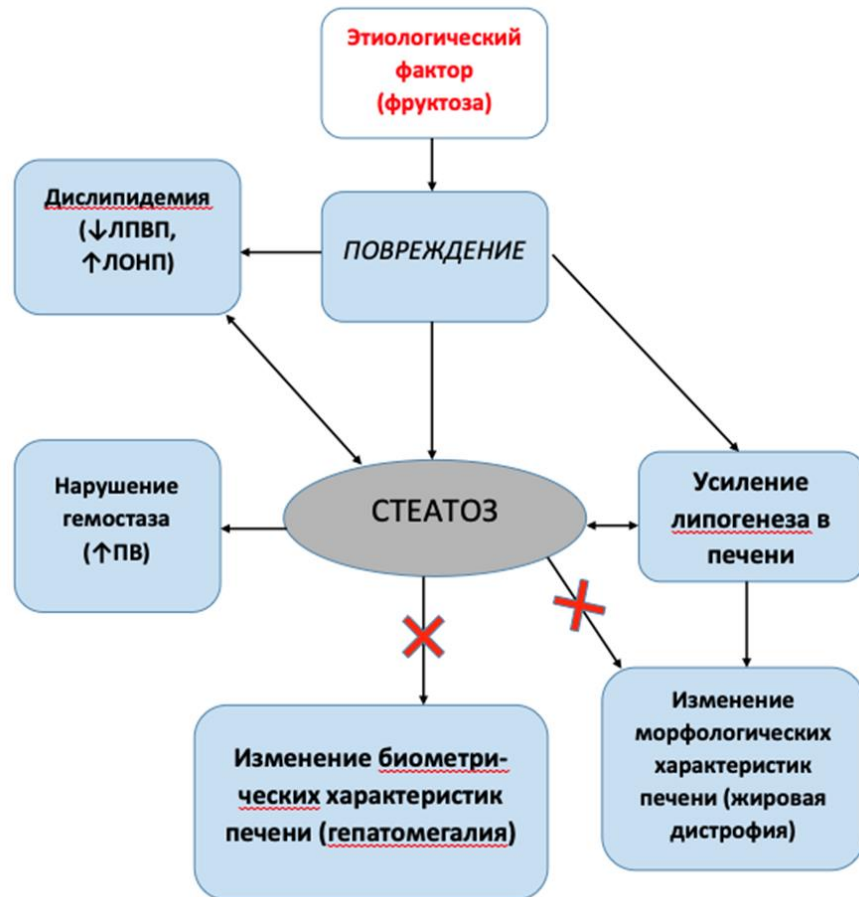 Этиологический
фактор
(фруктоза)
Дислипидемия
(↓ЛПВП,
↑ЛОНП)
ПОВРЕЖДЕНИЕ
Нарушение
гемостаза
(↑ПВ)
СТЕАТОЗ
Усиление
липогенеза в
печени
Изменение биометри-
ческих характеристик
печени (гепатомегалия)
Изменение
морфологических
характеристик
печени (жировая
дистрофия)